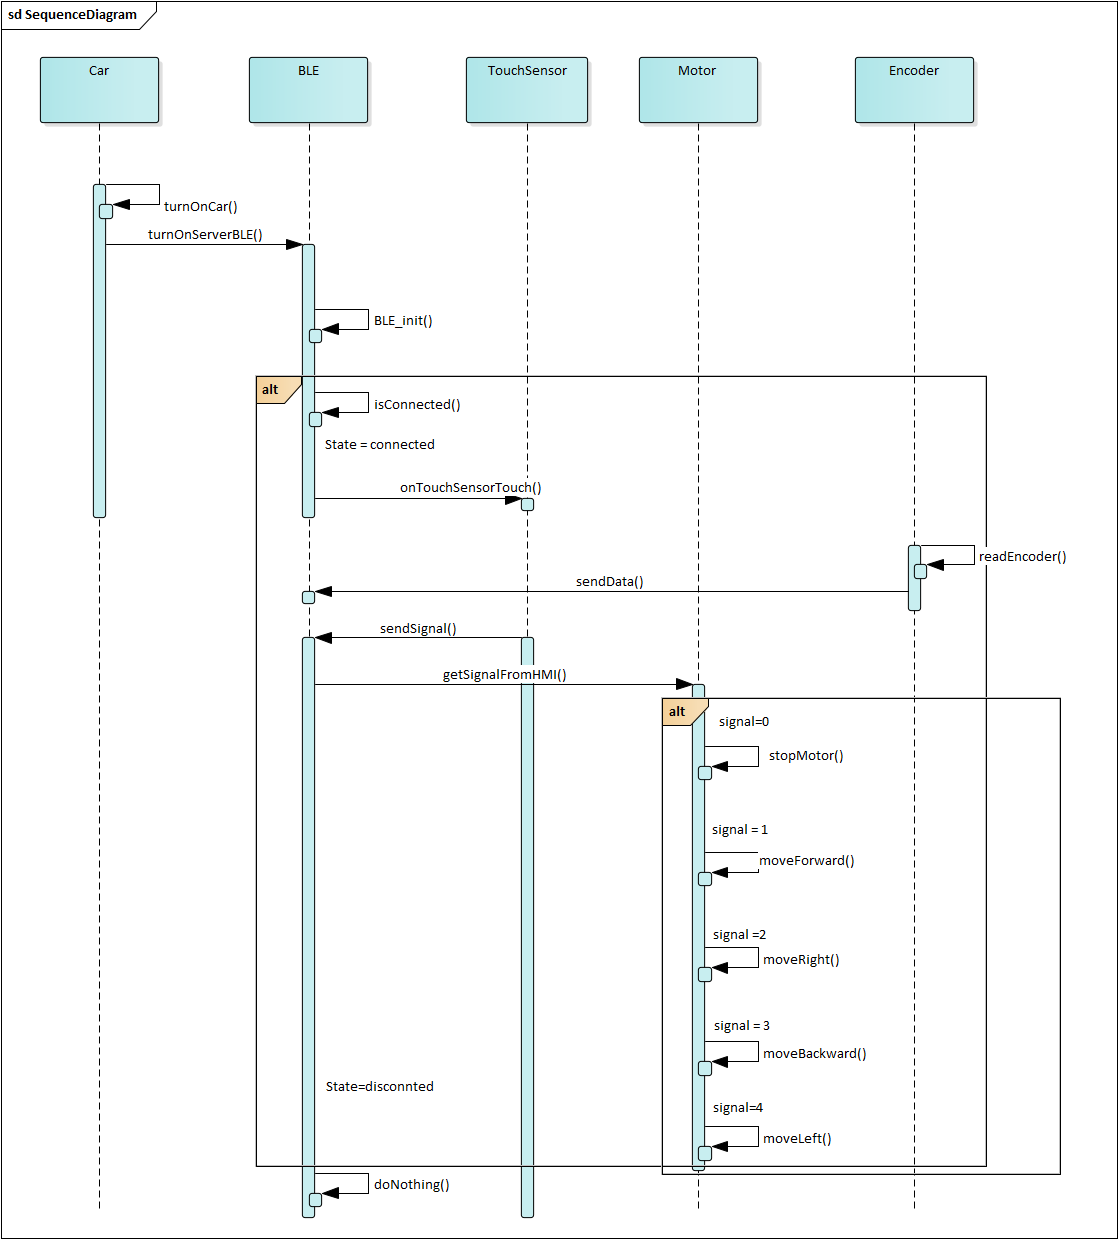 sd SequenceDiagram
Car
BLE
TouchSensor
Motor
Encoder
turnOnCar()
turnOnServerBLE()
BLE_init()
alt
isConnected()
State = connected
onTouchSensorTouch()
readEncoder()
sendData()
sendSignal()
getSignalFromHMI()
alt
signal=0
stopMotor()
signal = 1
moveForward()
signal =2
moveRight()
signal = 3
moveBackward()
State=disconnted
signal=4
moveLeft()
doNothing()